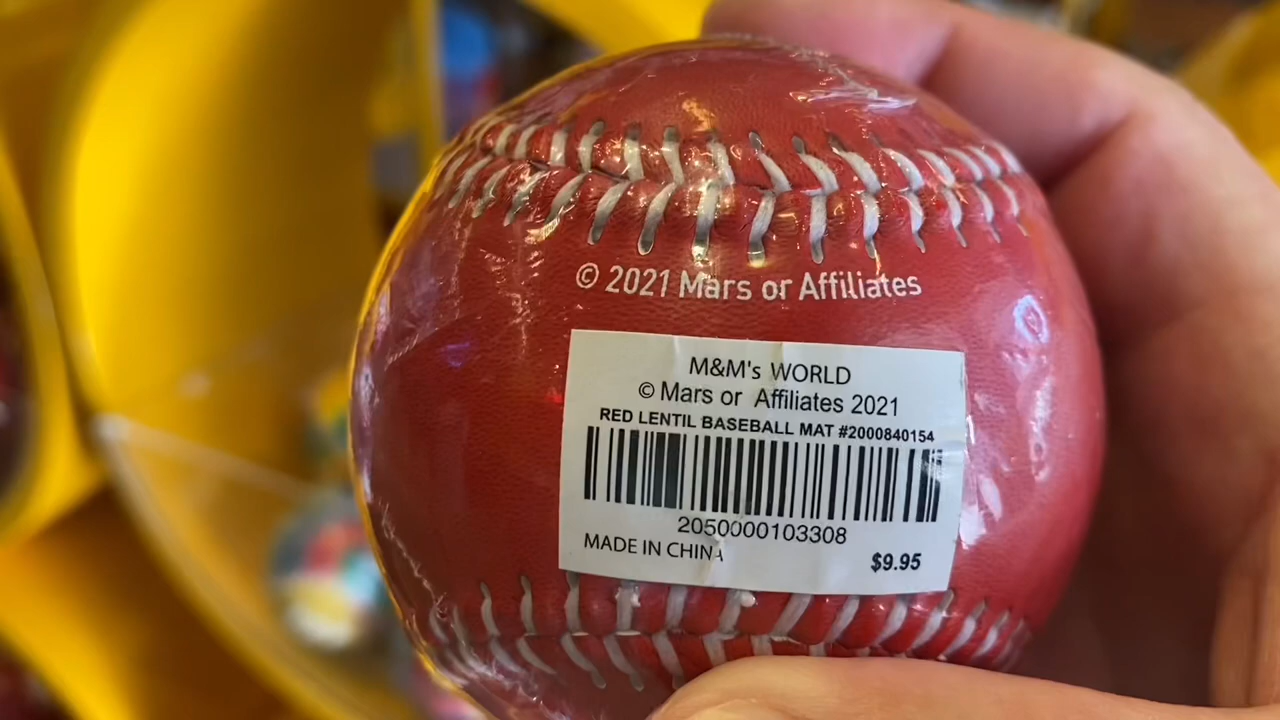 © 2021 Mars or Affiliates
M&M's WORLD
© Mars or Affiliates 2021
RED LENTIL BASEBALL MAT #2000840154
2050000103308
MADE IN CHINA
$9.95